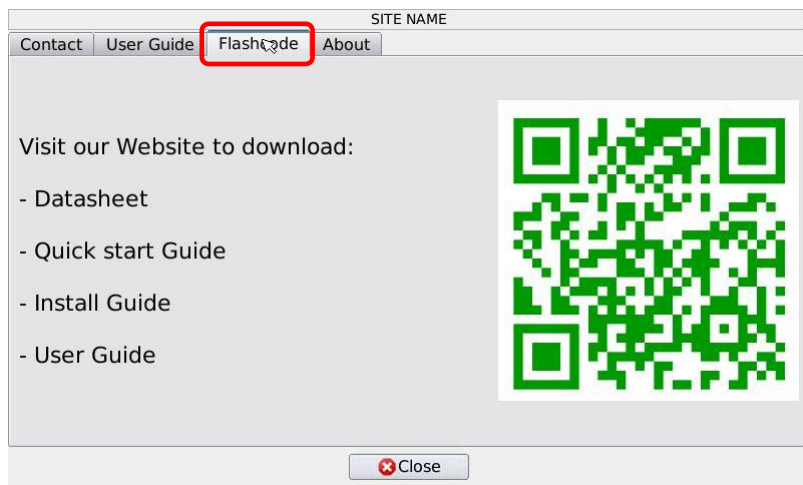 SITE NAME
Contact User Guide Flashcode About
Visit our Website to download:
- Datasheet
- Quick start Guide
- Install Guide
- User Guide
Close